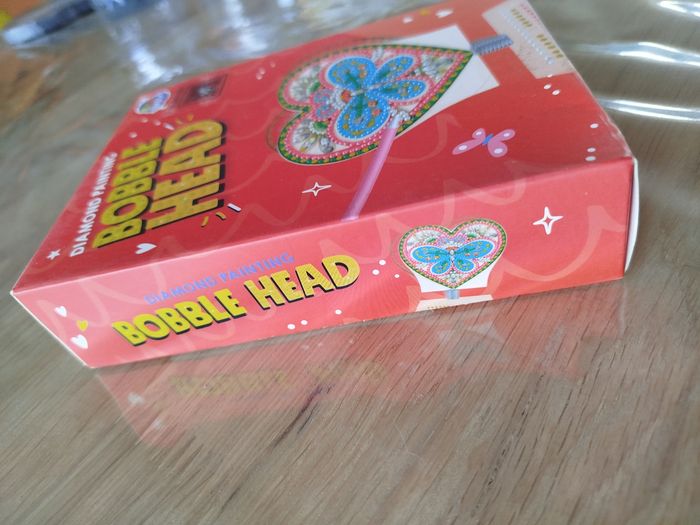 DIAMOND PAINTING
BOBBLE
HEAD
DIAMOND PAINTING
BOBBLE HEAD